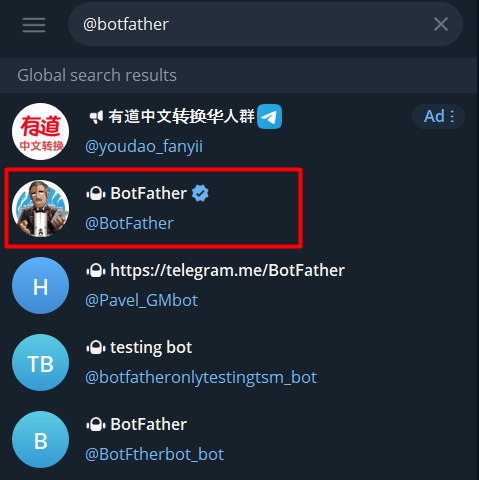 @botfather
Global search results
有道中文转换华人群
Ad
@youdao_fanyii
有道
中文转换
BotFather
@BotFather
H
https://telegram.me/BotFather
@Pavel_GMbot
TB
testing bot
@botfatheronlytestingtsm_bot
B
BotFather
@BotFtherbot_bot